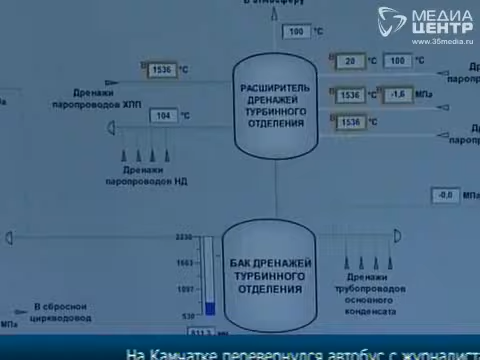 МЕДИА
ЦЕНТР
www.35media.ru
В атмосферу
100 °C
В 1536 °C
Дренажи
паропроводов ХПП
104 °C
Дренажи
паропроводов НД
РАСШИРИТЕЛЬ
ДРЕНАЖЕЙ
ТУРБИННОГО
ОТДЕЛЕНИЯ
В 20 °C 100 °C
В 1536 °C В -1,6 МПа
В 1536 °C
-0,0 МПа
2230
1663
1097
530
БАК ДРЕНАЖЕЙ
ТУРБИННОГО
ОТДЕЛЕНИЯ
Дренажи
трубопроводов
основного
конденсата
В сбросной
циркводовод
МПа
На Камчатке перевернулся автобус с журналист